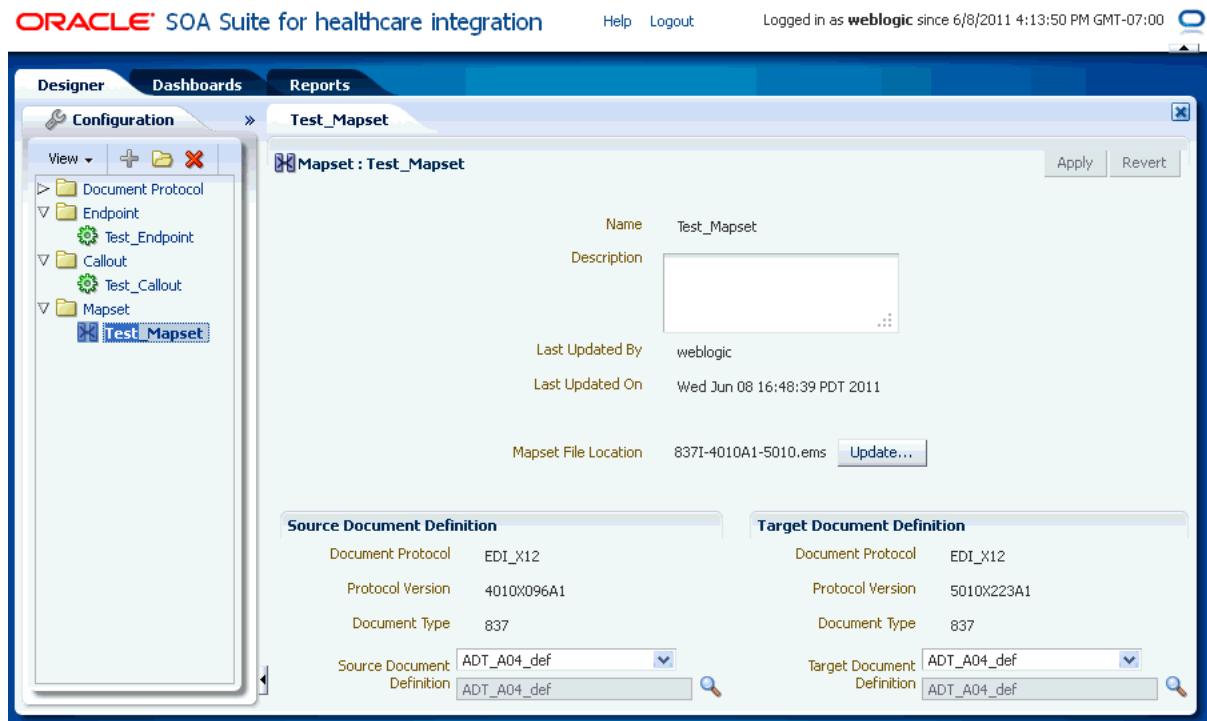 ORACLE SOA Suite for healthcare integration
Help Logout
Logged in as weblogic since 6/8/2011 4:13:50 PM GMT-07:00
Designer Dashboards Reports
Configuration »
Test_Mapset
View
Document Protocol
Endpoint
Test_Endpoint
Callout
Test_Callout
Mapset
Test_Mapset
Mapset : Test_Mapset
Apply Revert
Name Test_Mapset
Description
Last Updated By weblogic
Last Updated On Wed Jun 08 16:48:39 PDT 2011
Mapset File Location 837I-4010A1-5010.ems Update...
Source Document Definition
Document Protocol EDI_X12
Protocol Version 4010X096A1
Document Type 837
Source Document Definition ADT_A04_def
ADT_A04_def
Target Document Definition
Document Protocol EDI_X12
Protocol Version 5010X223A1
Document Type 837
Target Document Definition ADT_A04_def
ADT_A04_def